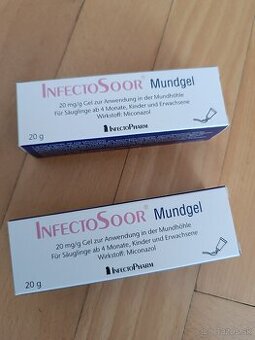 INFECTOSOOR® Mundgel
20 mg/g Gel zur Anwendung in der Mundhöhle
Für Säuglinge ab 4 Monate, Kinder und Erwachsene
Wirkstoff: Miconazol
20 g
INFECTOPHARM
INFECTOSOOR® Mundgel
20 mg/g Gel zur Anwendung in der Mundhöhle
Für Säuglinge ab 4 Monate, Kinder und Erwachsene
Wirkstoff: Miconazol
20 g
INFECTOPHARM